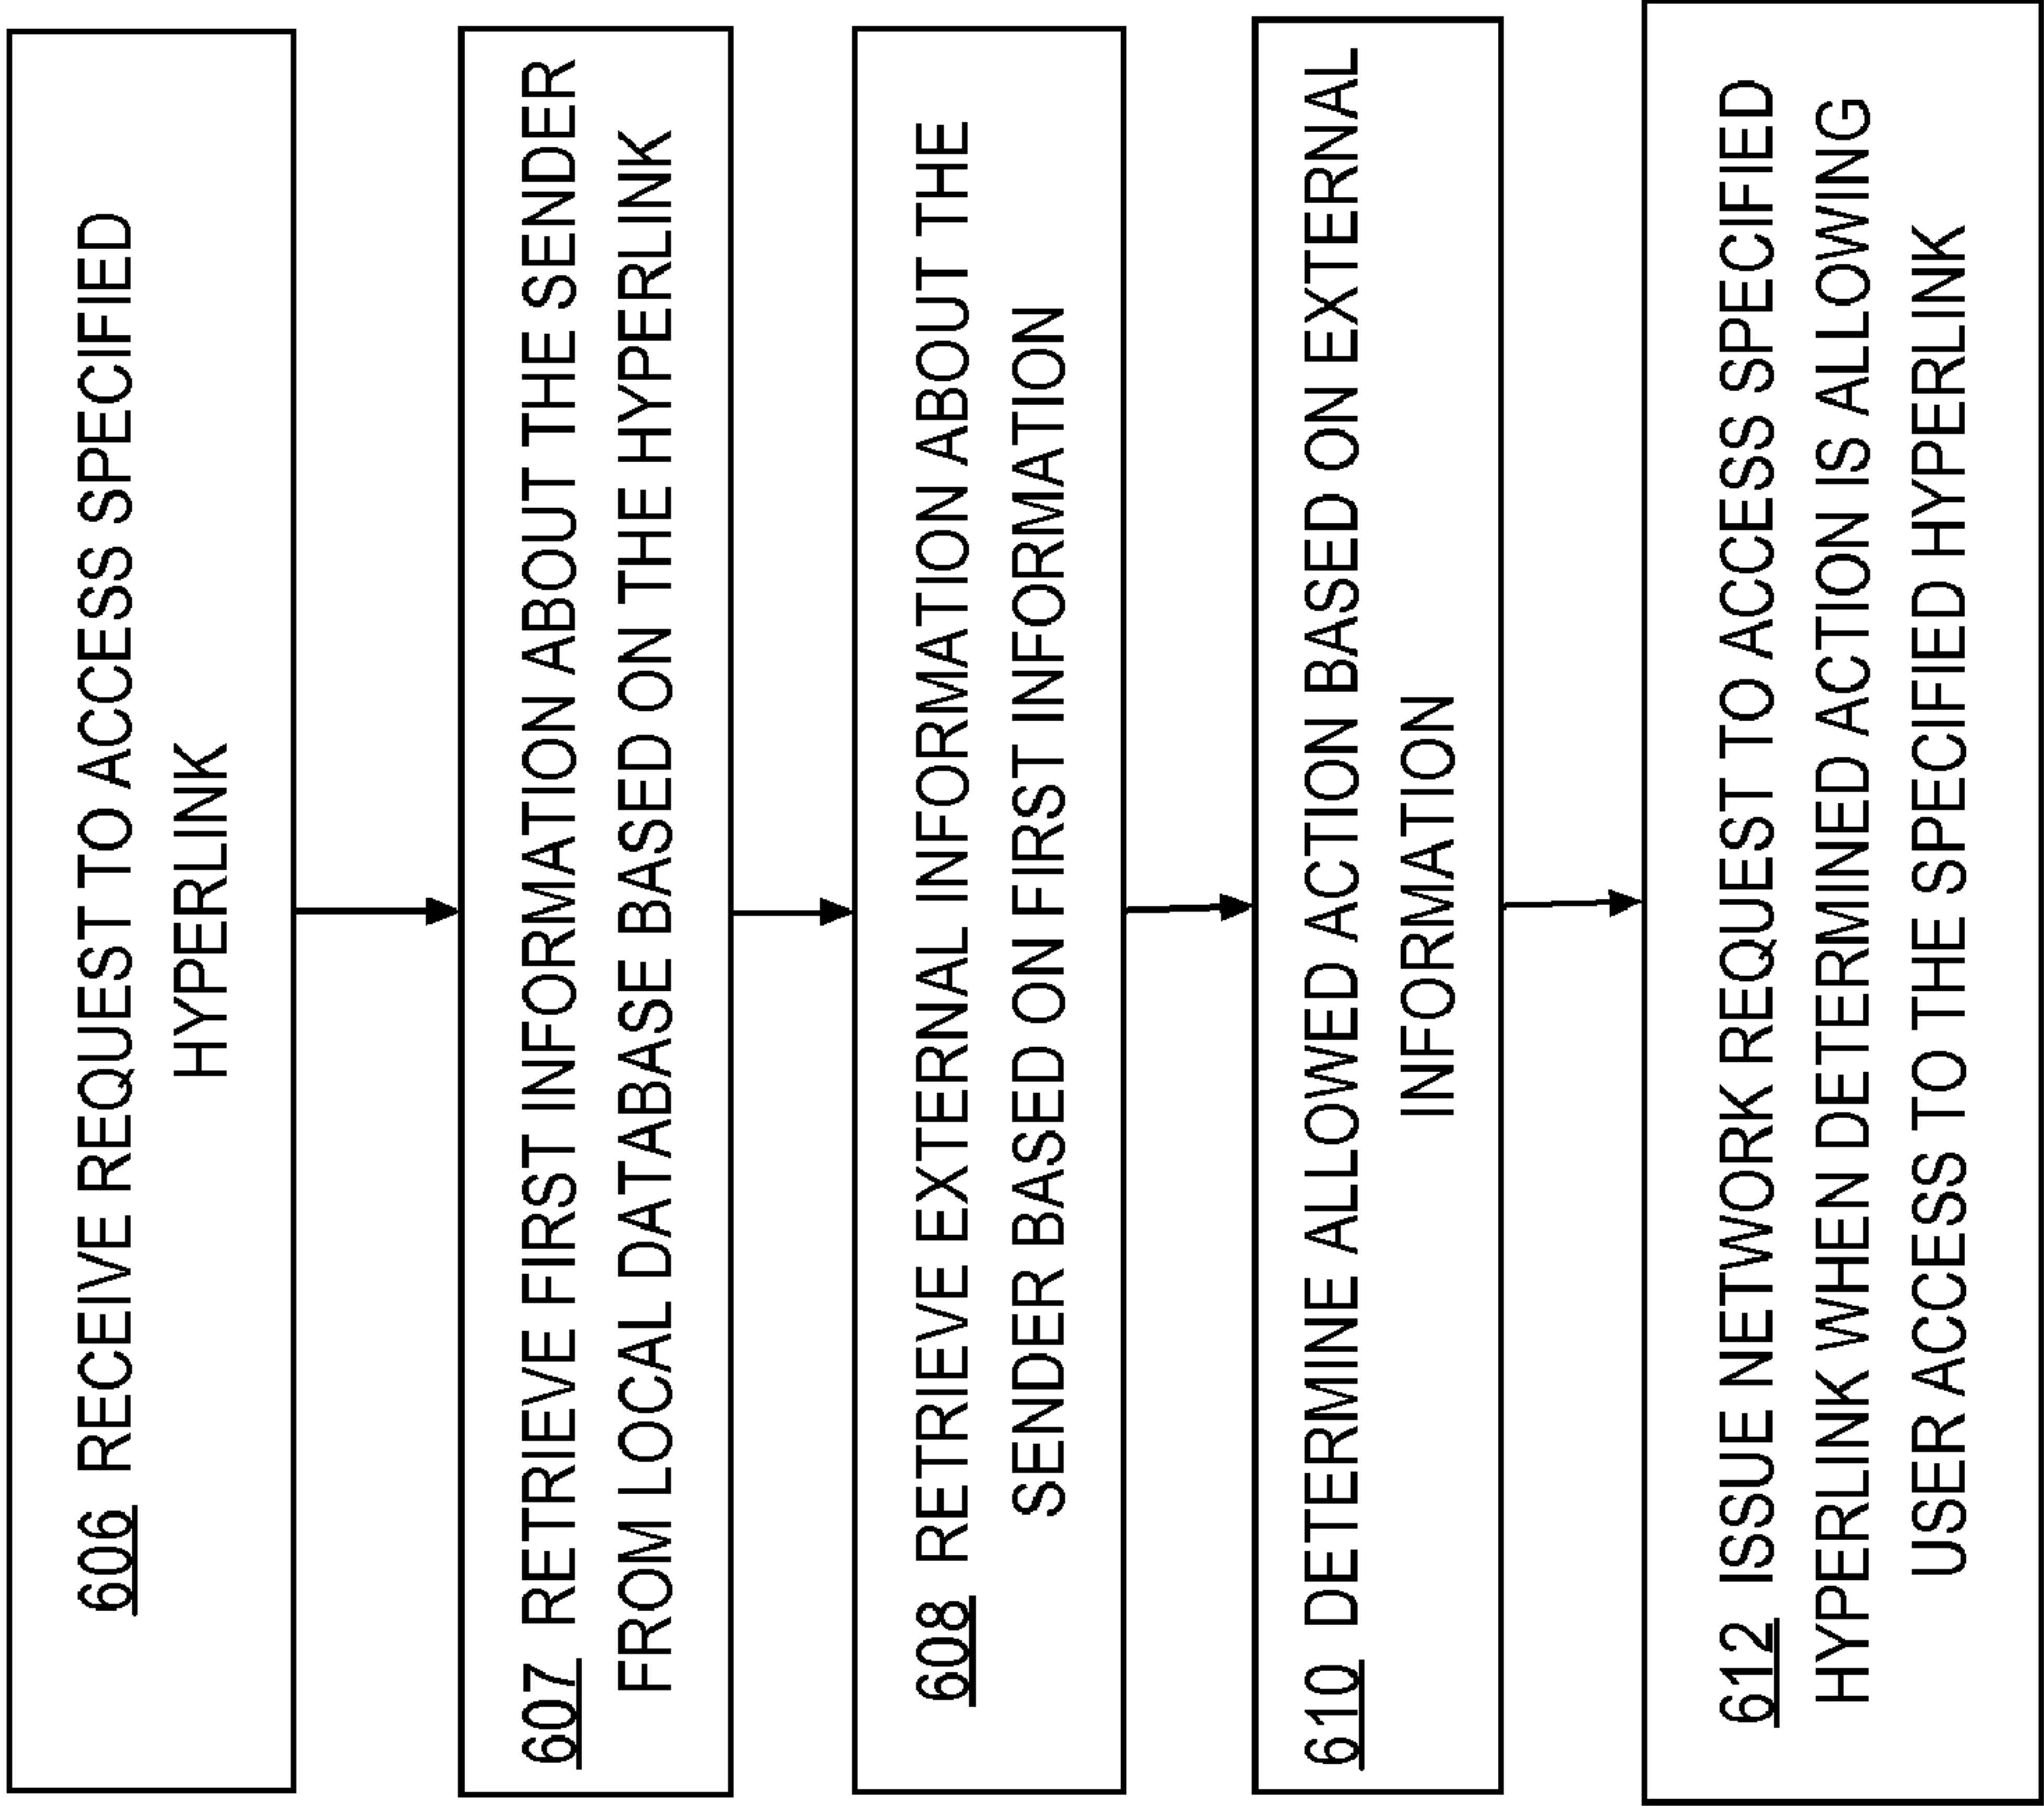 606 RECEIVE REQUEST TO ACCESS SPECIFIED
HYPERLINK
607 RETRIEVE FIRST INFORMATION ABOUT THE SENDER
FROM LOCAL DATABASE BASED ON THE HYPERLINK
608 RETRIEVE EXTERNAL INFORMATION ABOUT THE
SENDER BASED ON FIRST INFORMATION
610 DETERMINE ALLOWED ACTION BASED ON EXTERNAL
INFORMATION
612 ISSUE NETWORK REQUEST TO ACCESS SPECIFIED
HYPERLINK WHEN DETERMINED ACTION IS ALLOWING
USER ACCESS TO THE SPECIFIED HYPERLINK